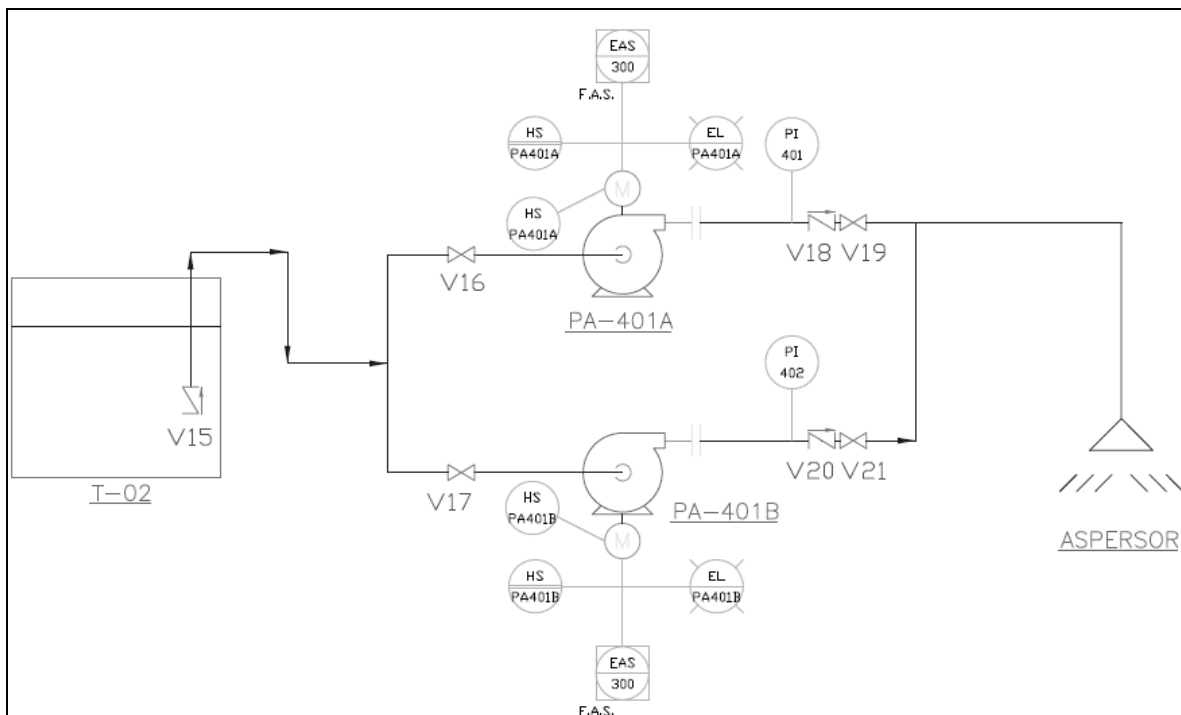 EAS
300
F.A.S.
HS
PA401A
EL
PA401A
PI
401
HS
PA401A
M
V18 V19
V16
PA-401A
V15
T-02
PI
402
V20 V21
V17
PA-401B
HS
PA401B
M
ASPERSOR
HS
PA401B
EL
PA401B
EAS
300
F.A.S.